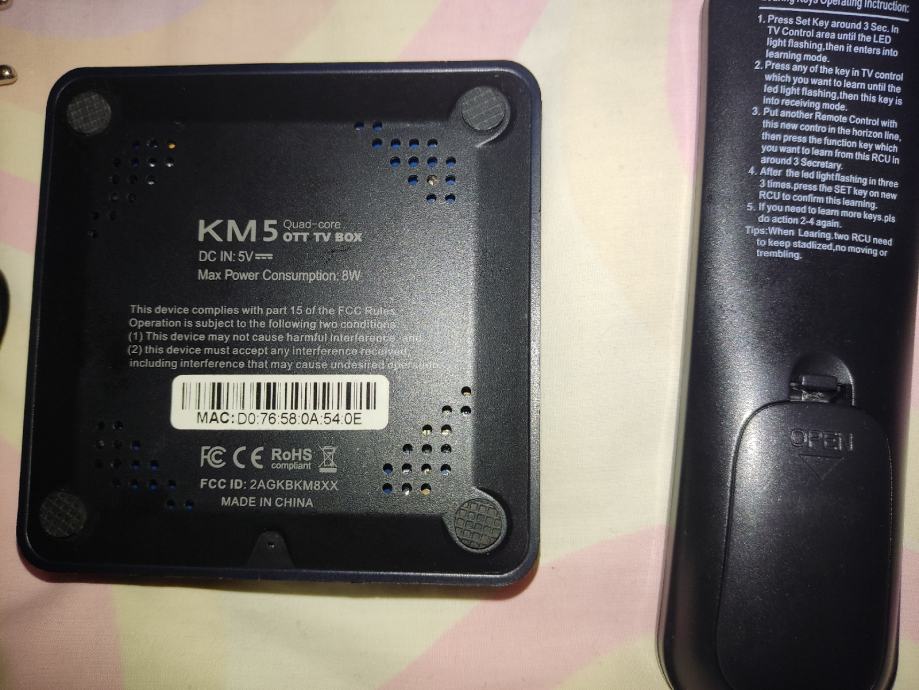 KM5 Quad-core
OTT TV BOX
DC IN: 5V
Max Power Consumption: 8W
This device complies with part 15 of the FCC Rules.
Operation is subject to the following two conditions
(1) This device may not cause harmful interference, and
(2) this device must accept any interference received,
including interference that may cause undesired operation.
MAC: D0:76:58:0A:54:0E
FC CE RoHS
compliant
FCC ID: 2AGKBKM8XX
MADE IN CHINA
Keys Operating Instruction:
1. Press Set Key around 3 Sec. In
TV Control area until the LED
light flashing,then it enters into
learning mode.
2. Press any of the key in TV control
which you want to learn until the
led light flashing,then this key is
into receiving mode.
3. Put another Remote Control with
this new contro in the horizon line,
then press the function key which
you want to learn from this RCU in
around 3 Secretary.
4. After the led lightflashing in three
3 times.press the SET key on new
RCU to confirm this learning.
5. If you need to learn more keys.pls
do action 2-4 again.
Tips:When Learing.two RCU need
to keep stadlized,no moving or
trembling.
OPEN